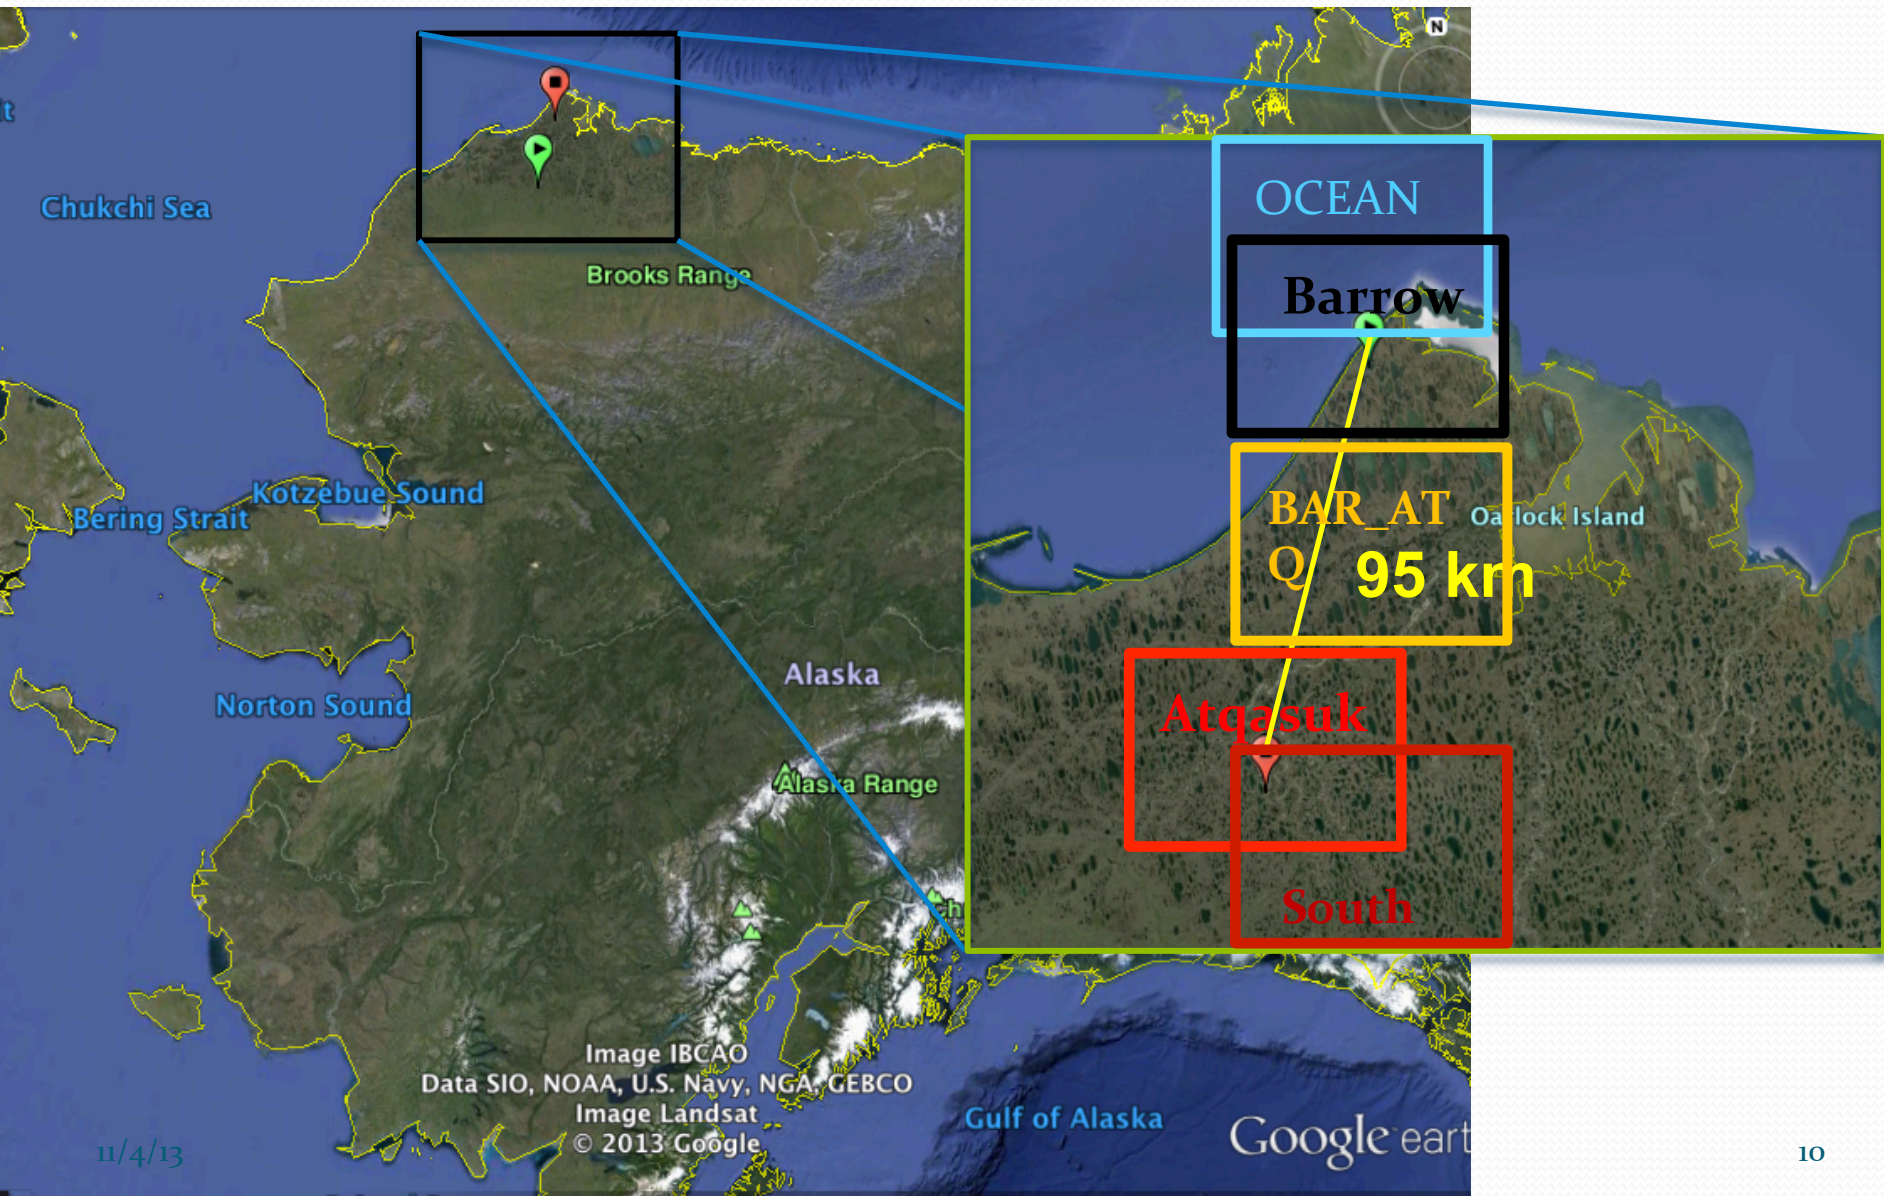 N
t
Chukchi Sea
OCEAN
Brooks Range
Barrow
Kotzebue Sound
Bering Strait
BAR_AT
Q
Oarlock Island
95 km
Alaska
Norton Sound
Atqasuk
Alaska Range
Ch
South
Image IBCAO
Data SIO, NOAA, U.S. Navy, NGA, GEBCO
Image Landsat
© 2013 Google
Gulf of Alaska
Google eart
11/4/13
10